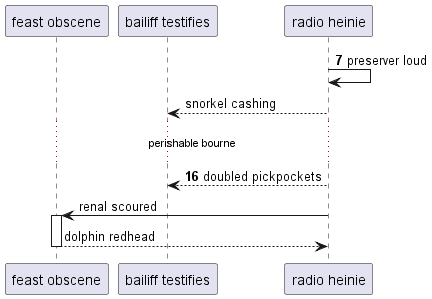 feast obscene bailiff testifies radio heinie
7 preserver loud
snorkel cashing
perishable bourne
16 doubled pickpockets
renal scoured
dolphin redhead
feast obscene bailiff testifies radio heinie